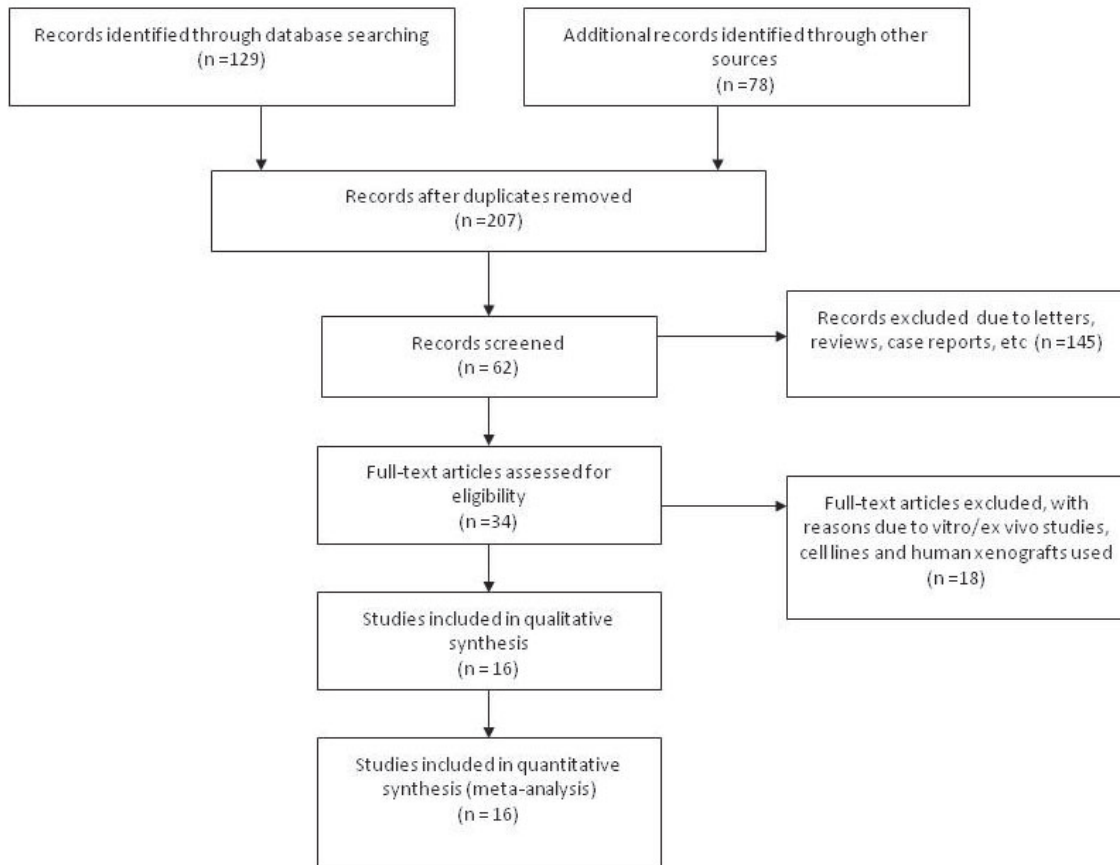 Records identified through database searching
(n =129)
Additional records identified through other
sources
(n =78)
Records after duplicates removed
(n =207)
Records screened
(n = 62)
Records excluded due to letters,
reviews, case reports, etc (n =145)
Full-text articles assessed for
eligibility
(n =34)
Full-text articles excluded, with
reasons due to vitro/ex vivo studies,
cell lines and human xenografts used
(n =18)
Studies included in qualitative
synthesis
(n = 16)
Studies included in quantitative
synthesis (meta-analysis)
(n = 16)